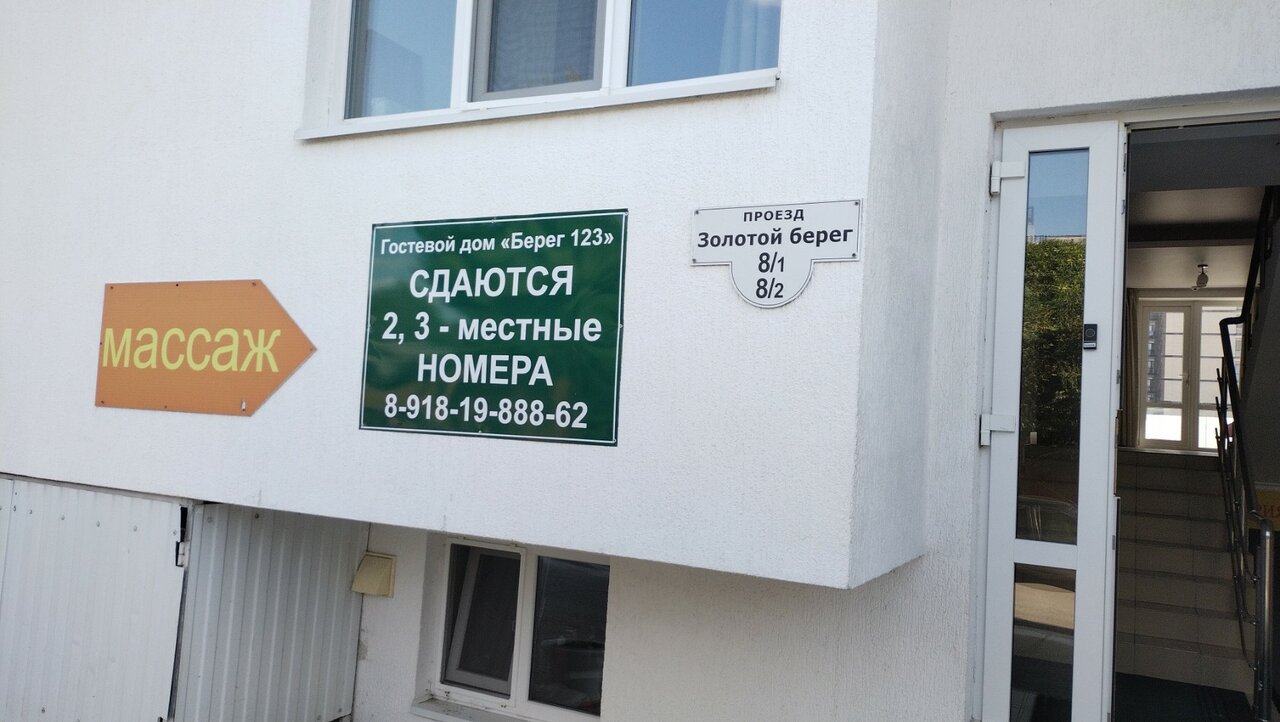 массаж
Гостевой дом «Берег 123»
СДАЮТСЯ
2, 3 - местные
НОМЕРА
8-918-19-888-62
ПРОЕЗД
Золотой берег
8/1
8/2